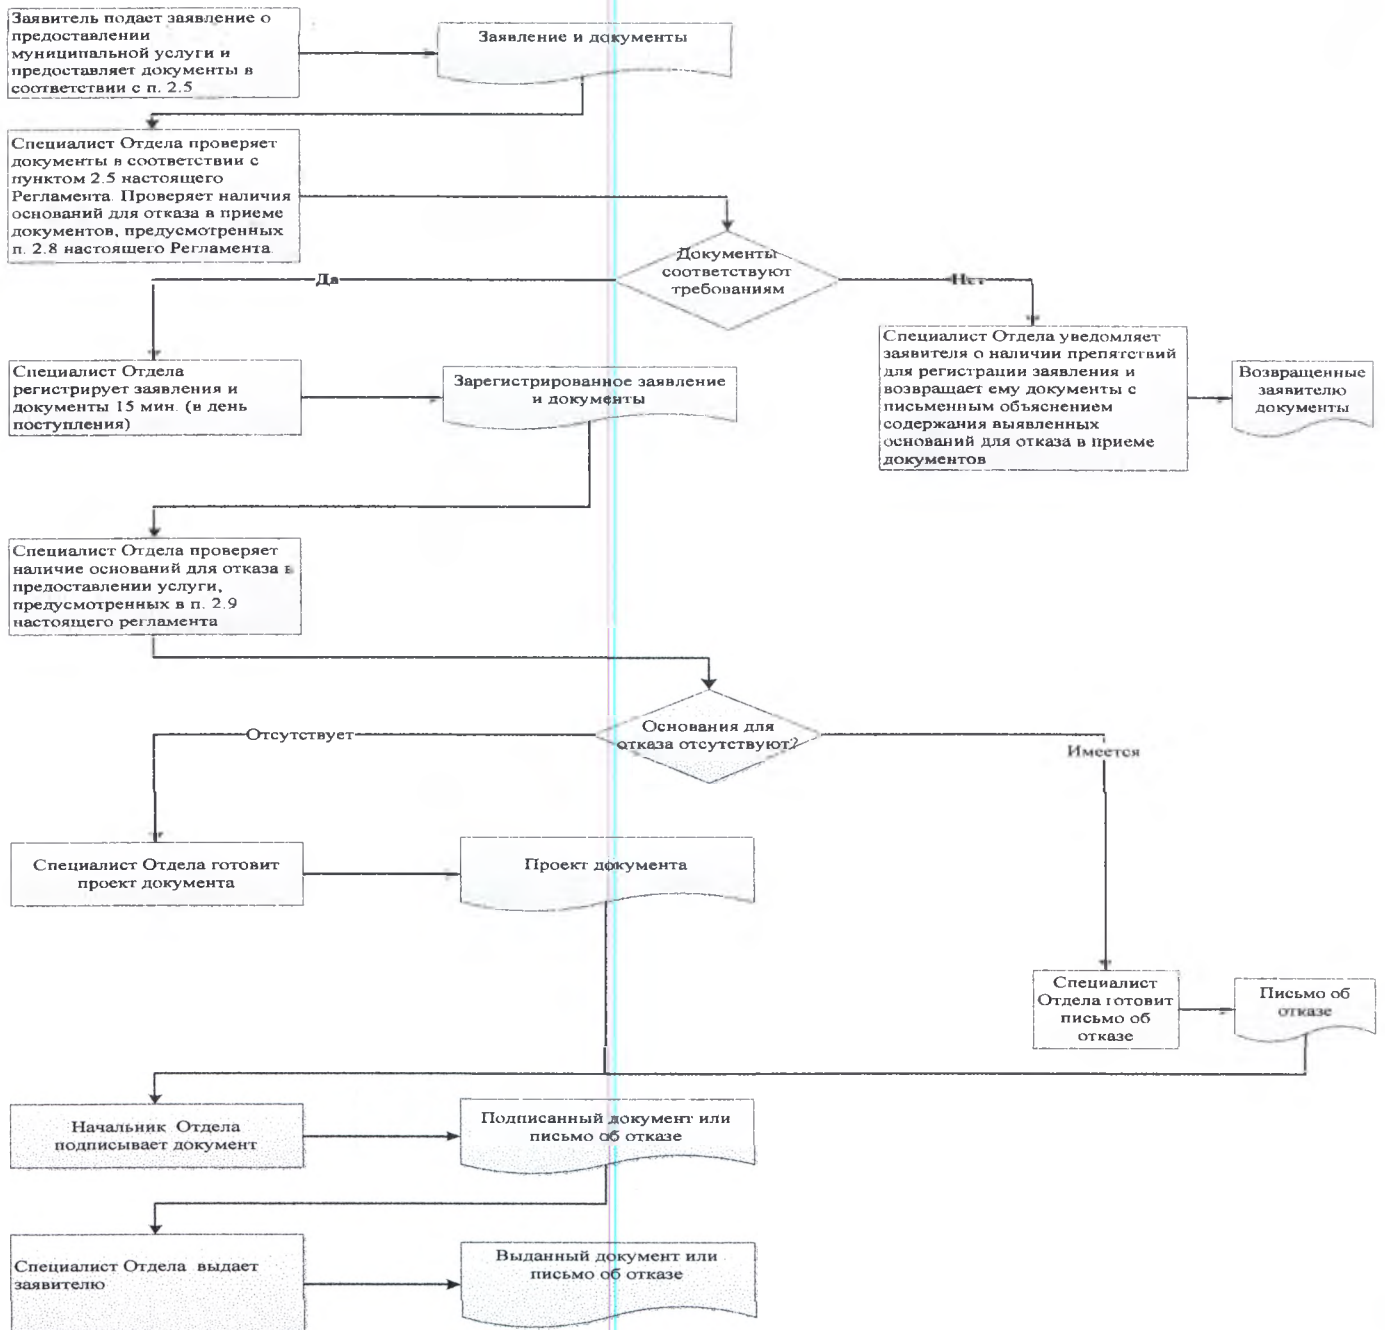 Заявитель подает заявление о
предоставлении
муниципальной услуги и
предоставляет документы в
соответствии с п. 2.5
Заявление и документы
Специалист Отдела проверяет
документы в соответствии с
пунктом 2.5 настоящего
Регламента. Проверяет наличия
оснований для отказа в приеме
документов, предусмотренных
п. 2.8 настоящего Регламента.
Документы
соответствуют
требованиям
Да
Нет
Специалист Отдела
регистрирует заявления и
документы 15 мин. (в день
поступления)
Зарегистрированное заявление
и документы
Специалист Отдела уведомляет
заявителя о наличии препятствий
для регистрации заявления и
возвращает ему документы с
письменным объяснением
содержания выявленных
оснований для отказа в приеме
документов
Возвращенные
заявителю
документы
Специалист Отдела проверяет
наличие оснований для отказа в
предоставлении услуги,
предусмотренных в п. 2.9
настоящего регламента
Основания для
отказа отсутствуют?
Отсутствует
Имеется
Специалист Отдела готовит
проект документа
Проект документа
Специалист
Отдела готовит
письмо об
отказе
Письмо об
отказе
Начальник Отдела
подписывает документ
Подписанный документ или
письмо об отказе
Специалист Отдела выдает
заявителю
Выданный документ или
письмо об отказе